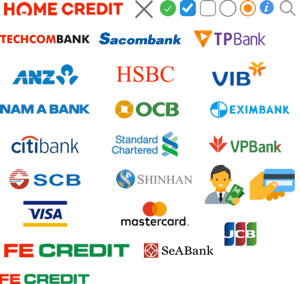 HOME CREDIT
TECHCOMBANK Sacombank TPBank
ANZ HSBC VIB
NAM A BANK OCB EXIMBANK
citibank Standard Chartered VPBank
SCB SHINHAN
VISA mastercard. JCB
FE CREDIT SeABank
FE CREDIT